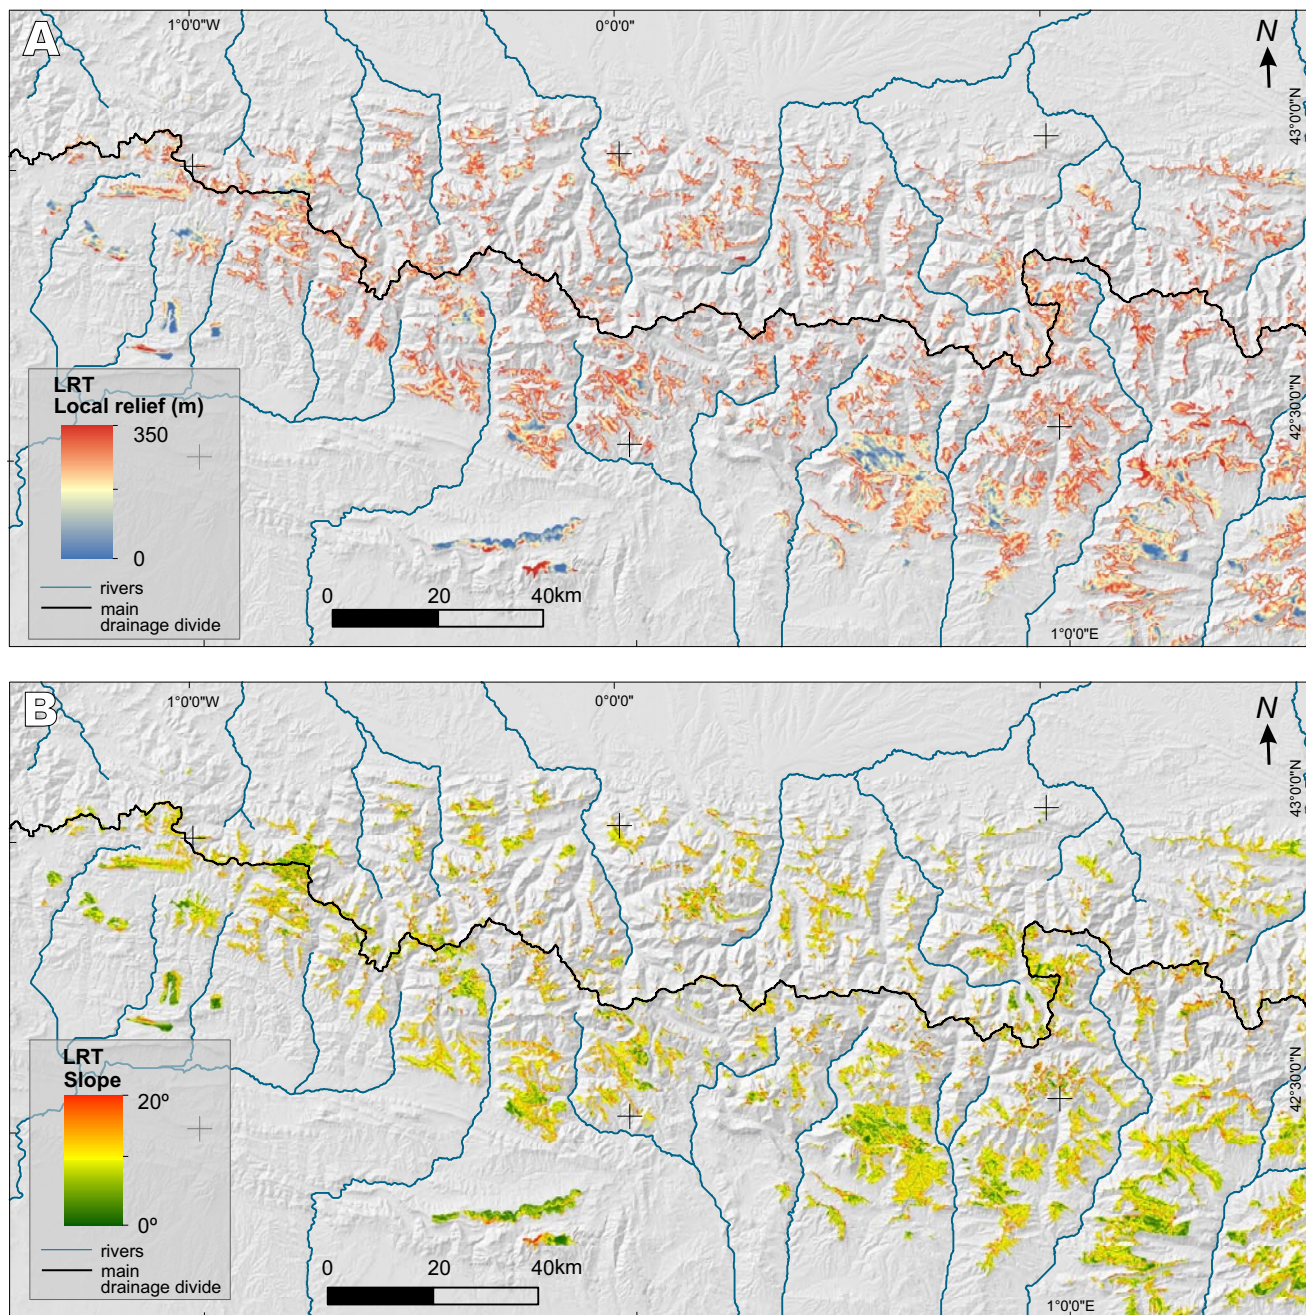 A
1°0'0"W
0°0'0"
N
43°0'0"N
42°30'0"N
LRT
Local relief (m)
350
0
rivers
main
drainage divide
0 20 40km
1°0'0"E
B
1°0'0"W
0°0'0"
N
43°0'0"N
42°30'0"N
LRT
Slope
20º
0º
rivers
main
drainage divide
0 20 40km
1°0'0"E